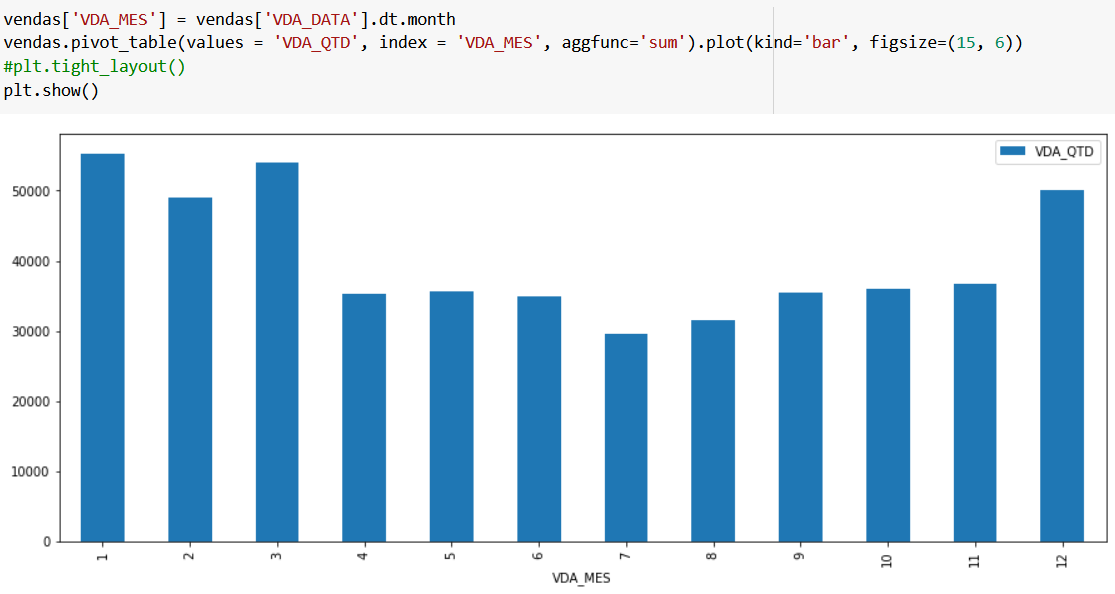 vendas['VDA_MES'] = vendas['VDA_DATA'].dt.month
vendas.pivot_table(values = 'VDA_QTD', index = 'VDA_MES', aggfunc='sum').plot(kind='bar', figsize=(15, 6))
#plt.tight_layout()
plt.show()
VDA_QTD
50000
40000
30000
20000
10000
0
1 2 3 4 5 6 7 8 9 10 11 12
VDA_MES